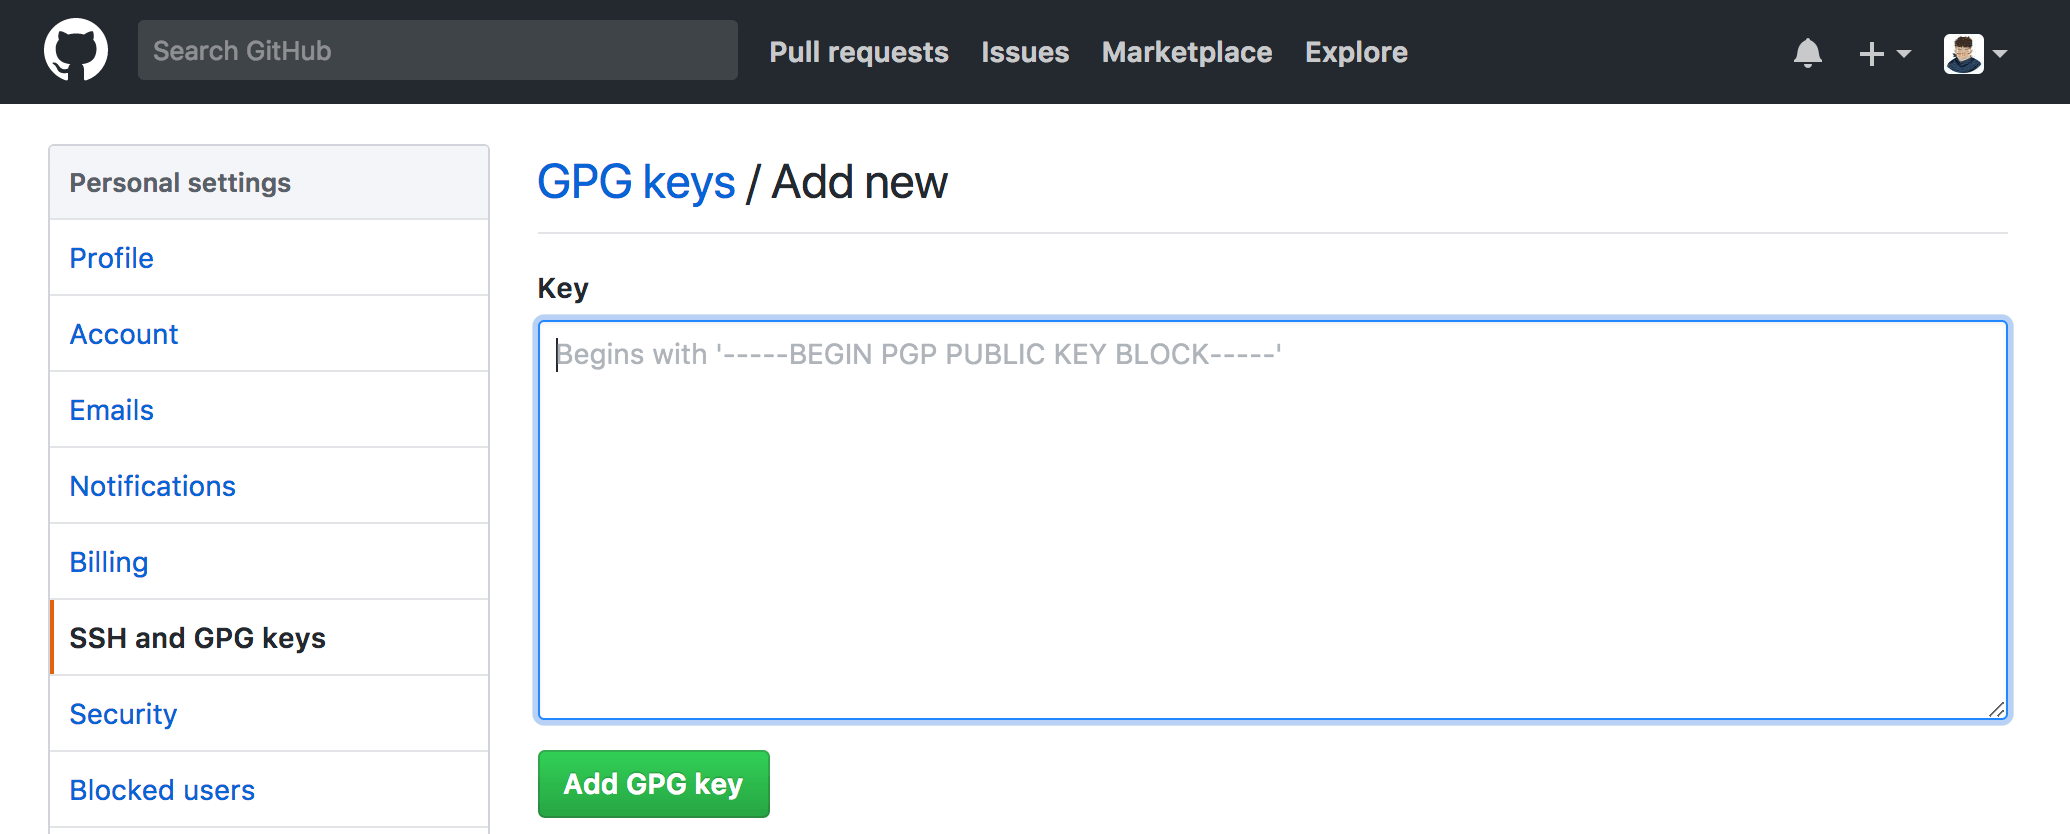 Search GitHub
Pull requests Issues Marketplace Explore
Personal settings
Profile
Account
Emails
Notifications
Billing
SSH and GPG keys
Security
Blocked users
GPG keys / Add new
Key
Begins with '-----BEGIN PGP PUBLIC KEY BLOCK-----'
Add GPG key